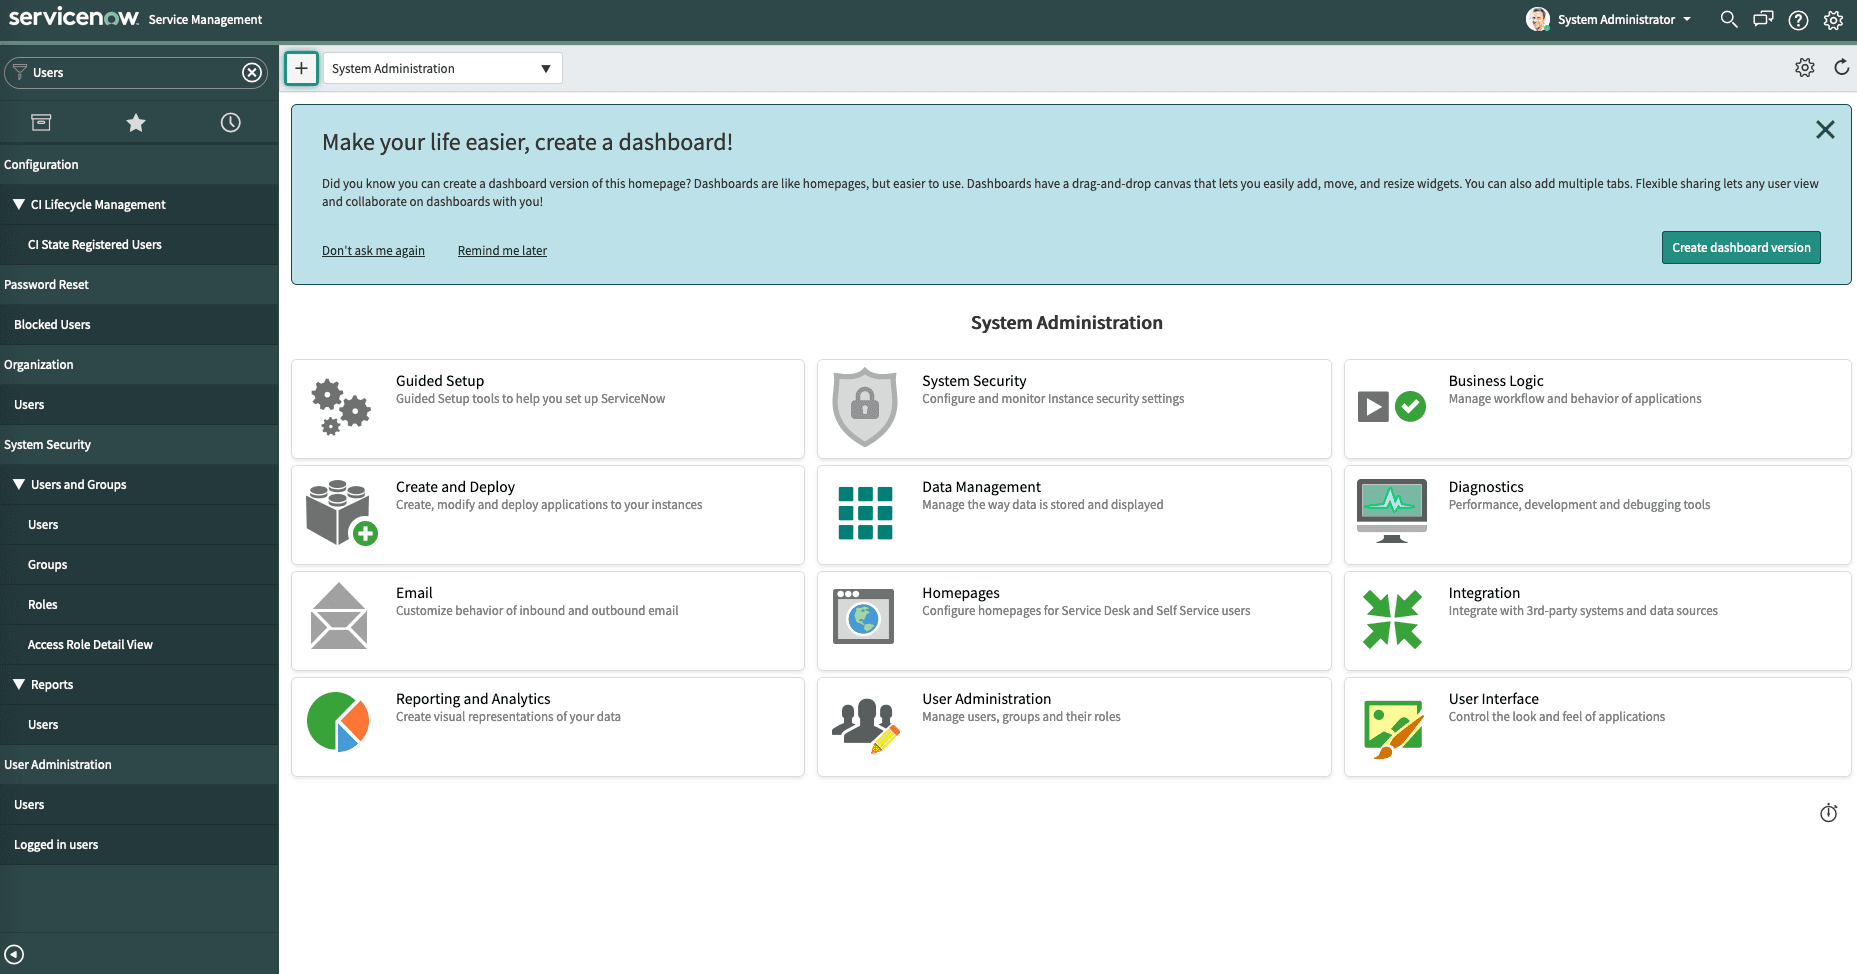 servicenow Service Management
System Administrator
Users
System Administration
Configuration
CI Lifecycle Management
CI State Registered Users
Password Reset
Blocked Users
Organization
Users
System Security
Users and Groups
Users
Groups
Roles
Access Role Detail View
Reports
Users
User Administration
Users
Logged in users
Make your life easier, create a dashboard!
Did you know you can create a dashboard version of this homepage? Dashboards are like homepages, but easier to use. Dashboards have a drag-and-drop canvas that lets you easily add, move, and resize widgets. You can also add multiple tabs. Flexible sharing lets any user view
and collaborate on dashboards with you!
Don't ask me again Remind me later
Create dashboard version
System Administration
Guided Setup
Guided Setup tools to help you set up ServiceNow
System Security
Configure and monitor Instance security settings
Business Logic
Manage workflow and behavior of applications
Create and Deploy
Create, modify and deploy applications to your instances
Data Management
Manage the way data is stored and displayed
Diagnostics
Performance, development and debugging tools
Email
Customize behavior of inbound and outbound email
Homepages
Configure homepages for Service Desk and Self Service users
Integration
Integrate with 3rd-party systems and data sources
Reporting and Analytics
Create visual representations of your data
User Administration
Manage users, groups and their roles
User Interface
Control the look and feel of applications